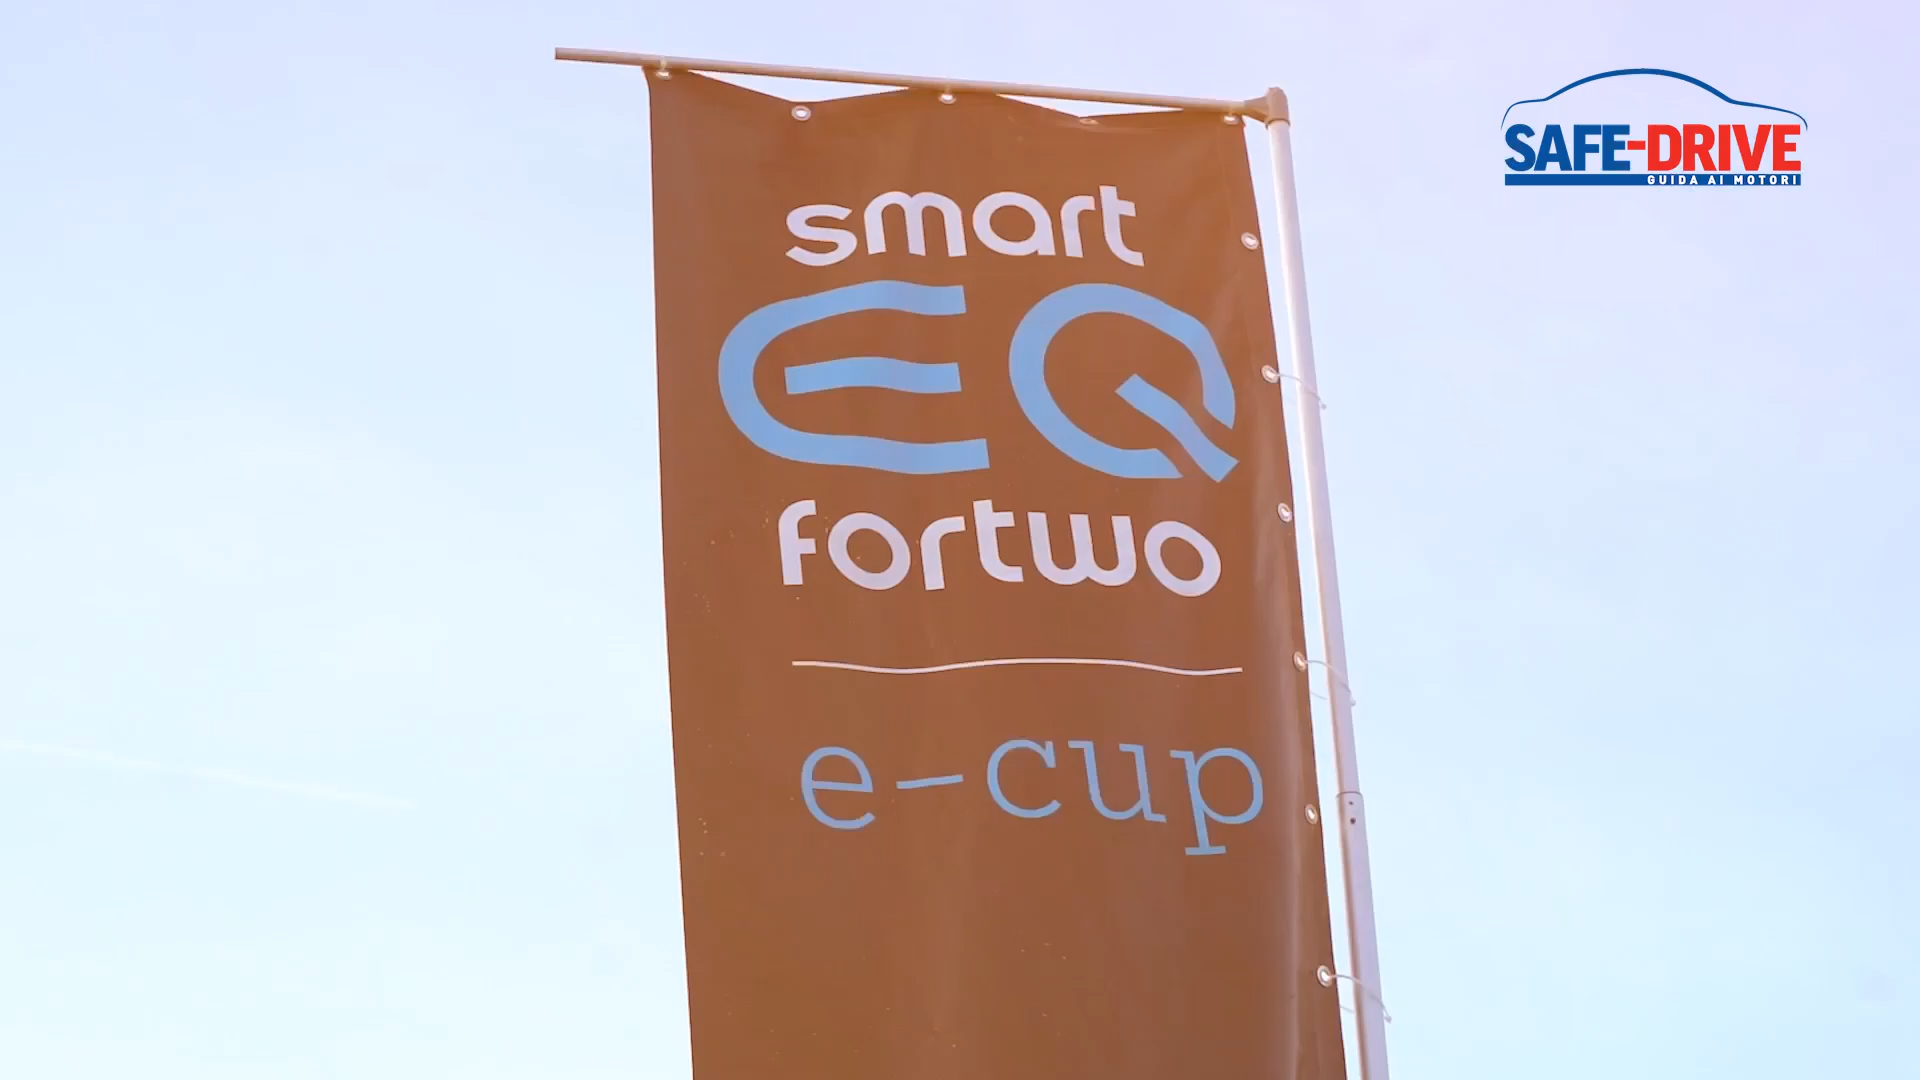 smart
EQ
fortwo
e-cup
SAFE-DRIVE
GUIDA AI MOTORI